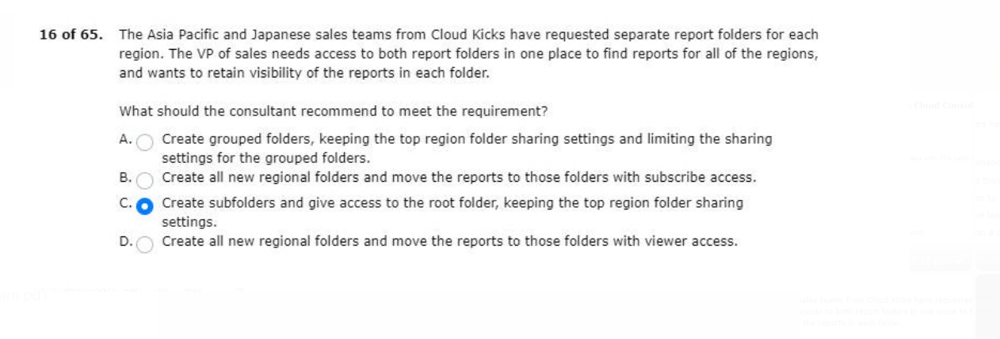 16 of 65. The Asia Pacific and Japanese sales teams from Cloud Kicks have requested separate report folders for each
region. The VP of sales needs access to both report folders in one place to find reports for all of the regions,
and wants to retain visibility of the reports in each folder.
What should the consultant recommend to meet the requirement?
A. Create grouped folders, keeping the top region folder sharing settings and limiting the sharing
settings for the grouped folders.
B. Create all new regional folders and move the reports to those folders with subscribe access.
C. Create subfolders and give access to the root folder, keeping the top region folder sharing
settings.
D. Create all new regional folders and move the reports to those folders with viewer access.